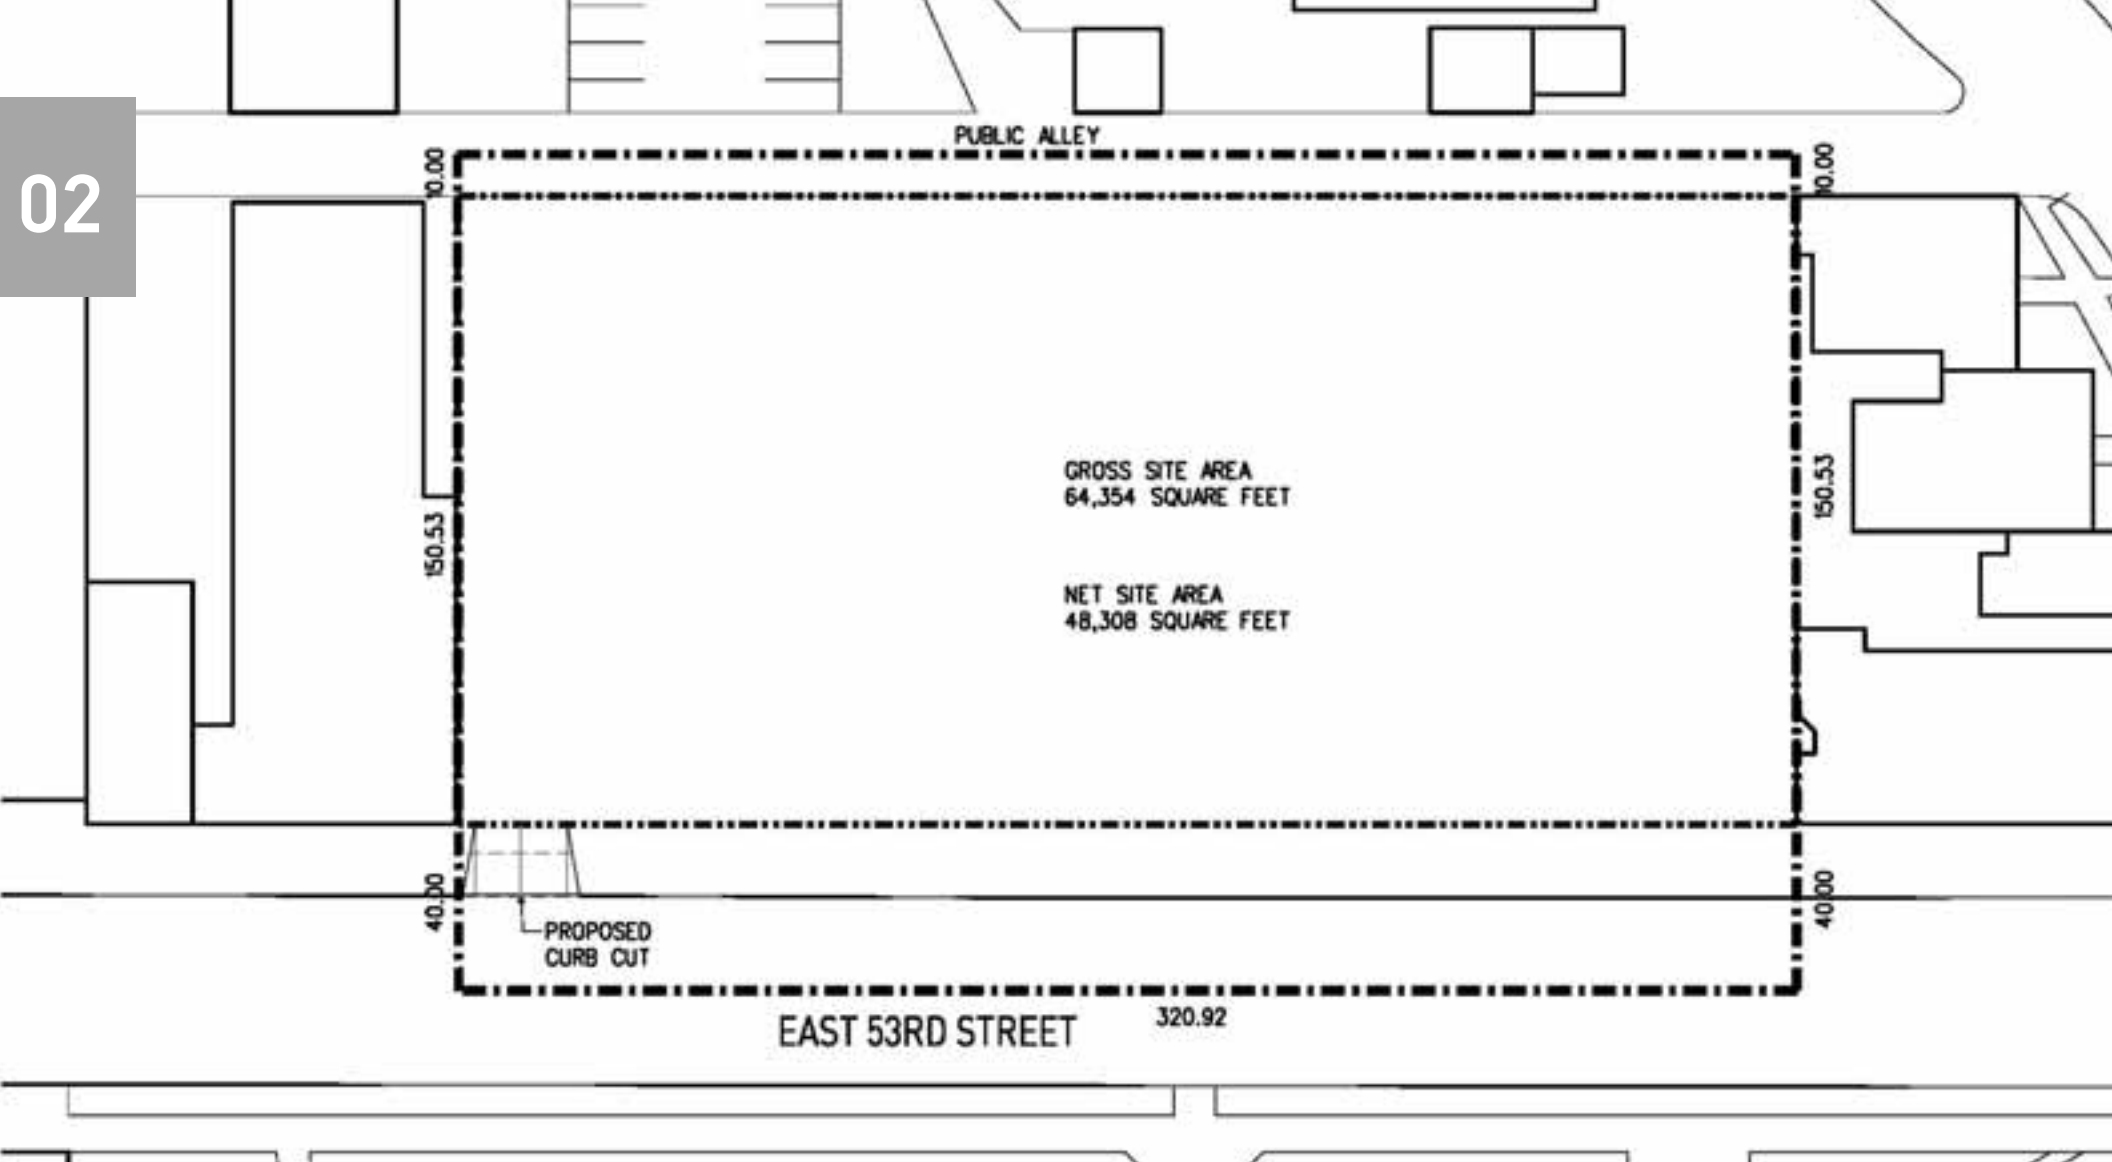 02
PUBLIC ALLEY
10.00
10.00
GROSS SITE AREA
64,354 SQUARE FEET
150.53
150.53
NET SITE AREA
48,308 SQUARE FEET
40.00
40.00
PROPOSED
CURB CUT
EAST 53RD STREET
320.92